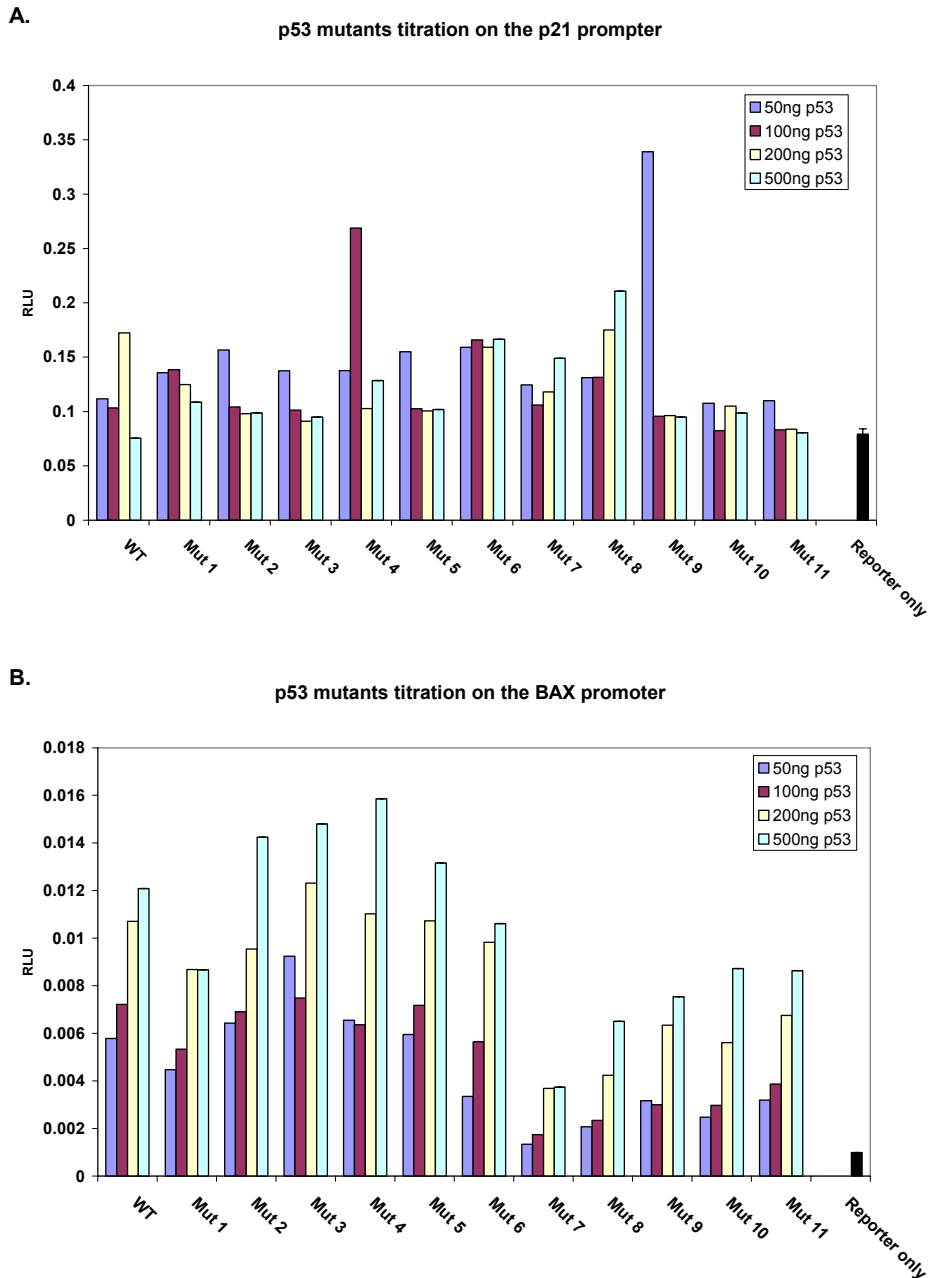 A.
p53 mutants titration on the p21 prompter
0.4
0.35
0.3
0.25
0.2
0.15
0.1
0.05
0
RLU
50ng p53
100ng p53
200ng p53
500ng p53
WT
Mut 1
Mut 2
Mut 3
Mut 4
Mut 5
Mut 6
Mut 7
Mut 8
Mut 9
Mut 10
Mut 11
Reporter only
B.
p53 mutants titration on the BAX promoter
0.018
0.016
0.014
0.012
0.01
0.008
0.006
0.004
0.002
0
RLU
50ng p53
100ng p53
200ng p53
500ng p53
WT
Mut 1
Mut 2
Mut 3
Mut 4
Mut 5
Mut 6
Mut 7
Mut 8
Mut 9
Mut 10
Mut 11
Reporter only